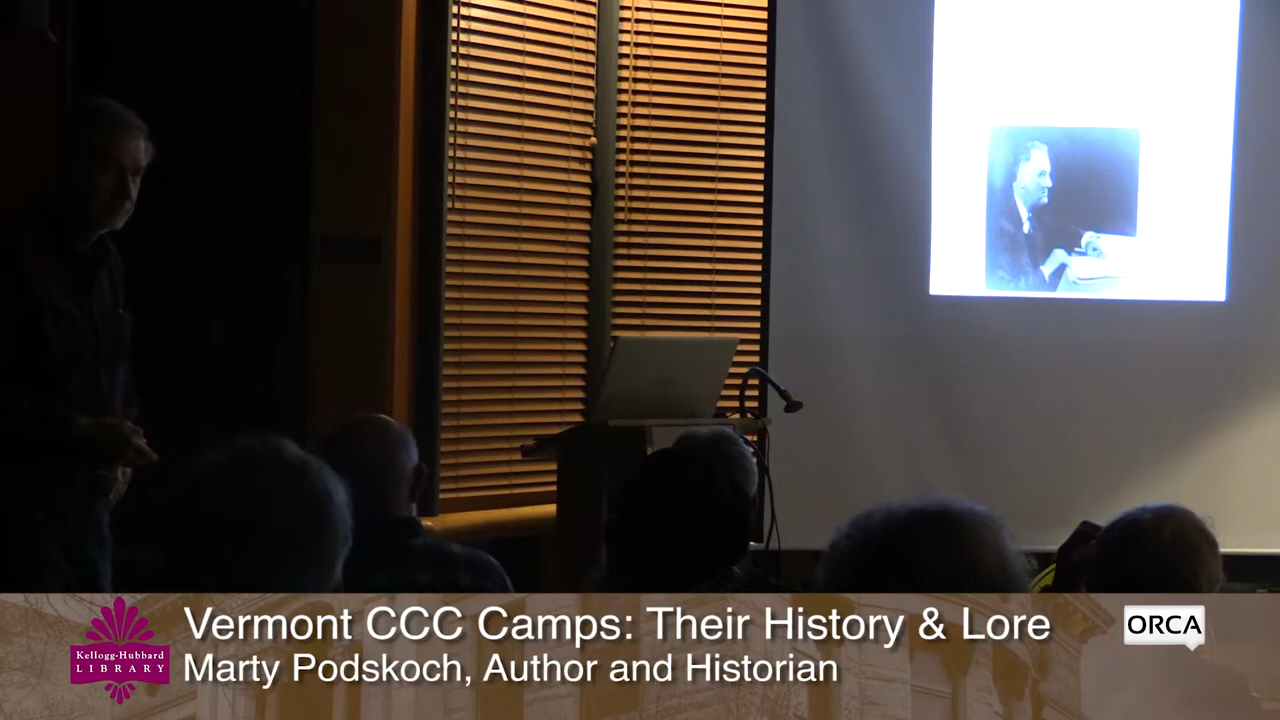 Vermont CCC Camps: Their History & Lore
Marty Podskoch, Author and Historian
Kellogg-Hubbard
LIBRARY
ORCA